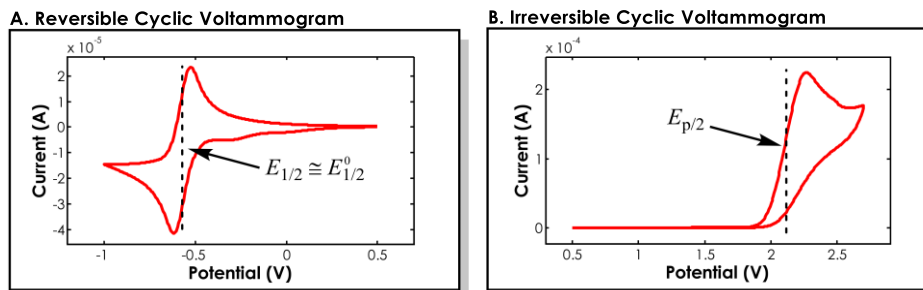 A. Reversible Cyclic Voltammogram
x 10⁻⁵
2
1
0
-1
-2
-3
-4
Current (A)
E₁/₂ ≅ E⁰₁/₂
-1
-0.5
0
0.5
Potential (V)
B. Irreversible Cyclic Voltammogram
x 10⁻⁴
2
1
0
Current (A)
Eₚ/₂
0.5
1
1.5
2
2.5
Potential (V)